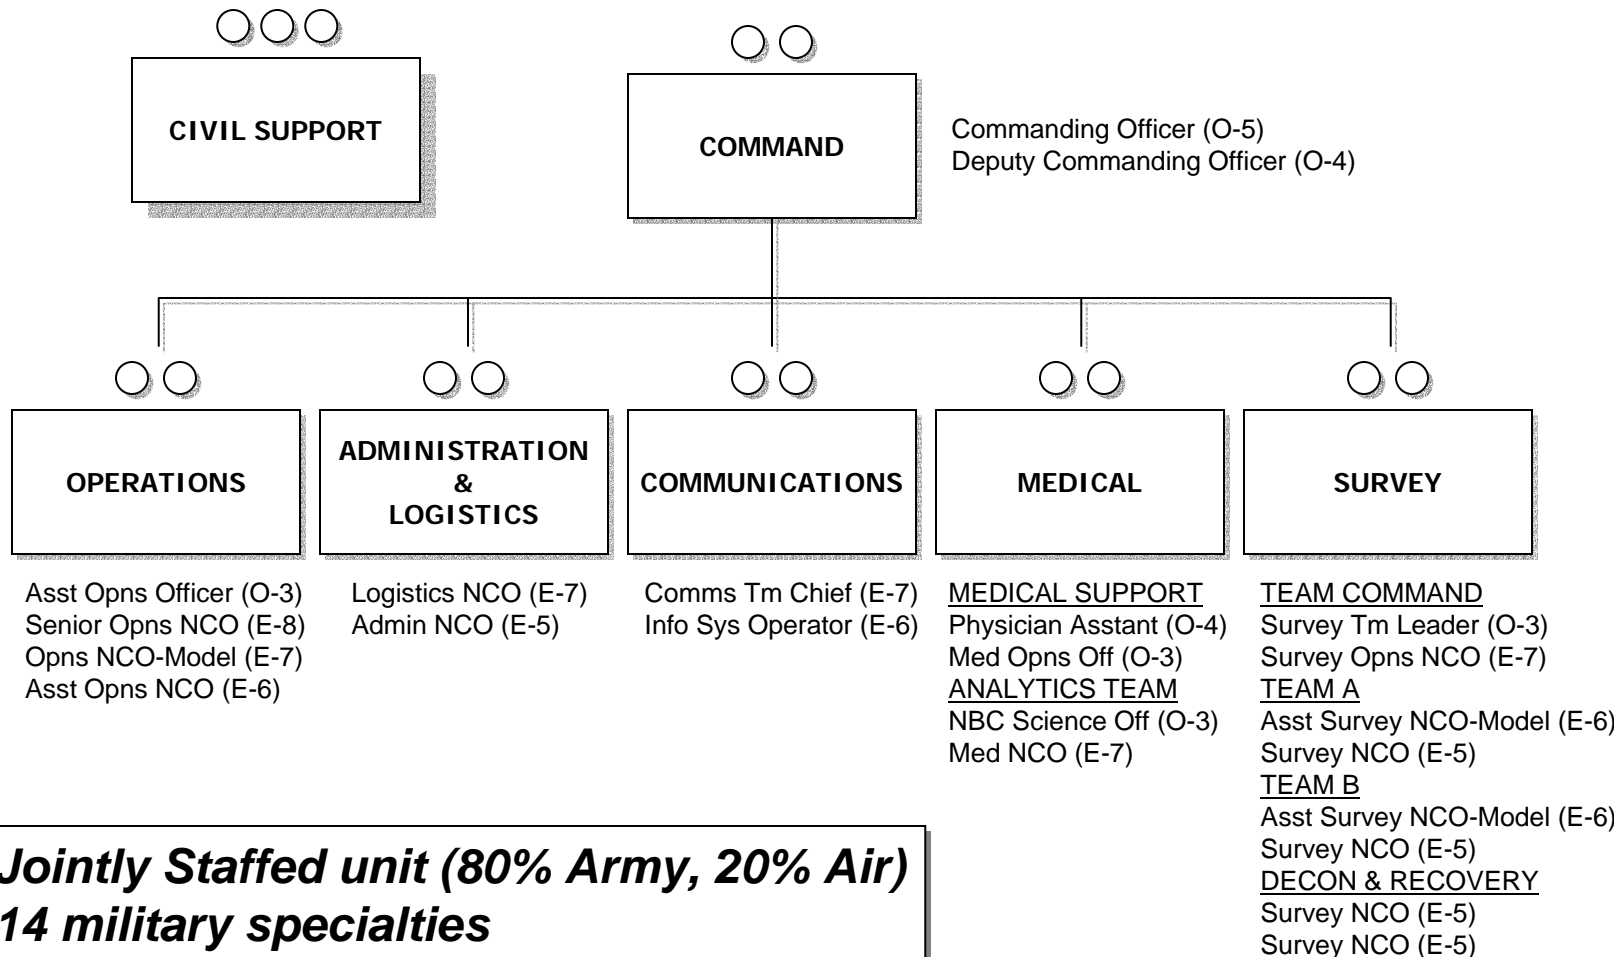 CIVIL SUPPORT
COMMAND
Commanding Officer (O-5)
Deputy Commanding Officer (O-4)
OPERATIONS
ADMINISTRATION
&
LOGISTICS
COMMUNICATIONS
MEDICAL
SURVEY
Asst Opns Officer (O-3)
Senior Opns NCO (E-8)
Opns NCO-Model (E-7)
Asst Opns NCO (E-6)
Logistics NCO (E-7)
Admin NCO (E-5)
Comms Tm Chief (E-7)
Info Sys Operator (E-6)
MEDICAL SUPPORT
Physician Asstant (O-4)
Med Opns Off (O-3)
ANALYTICS TEAM
NBC Science Off (O-3)
Med NCO (E-7)
TEAM COMMAND
Survey Tm Leader (O-3)
Survey Opns NCO (E-7)
TEAM A
Asst Survey NCO-Model (E-6)
Survey NCO (E-5)
TEAM B
Asst Survey NCO-Model (E-6)
Survey NCO (E-5)
DECON & RECOVERY
Survey NCO (E-5)
Survey NCO (E-5)
Jointly Staffed unit (80% Army, 20% Air)
14 military specialties